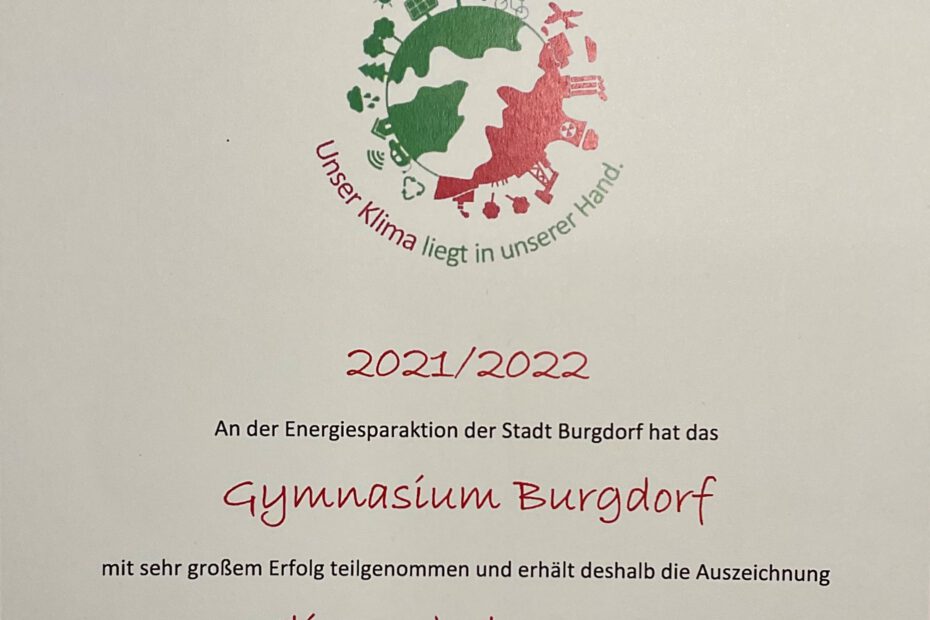 Unser Klima liegt in unserer Hand.
2021/2022
An der Energiesparaktion der Stadt Burgdorf hat das
Gymnasium Burgdorf
mit sehr großem Erfolg teilgenommen und erhält deshalb die Auszeichnung